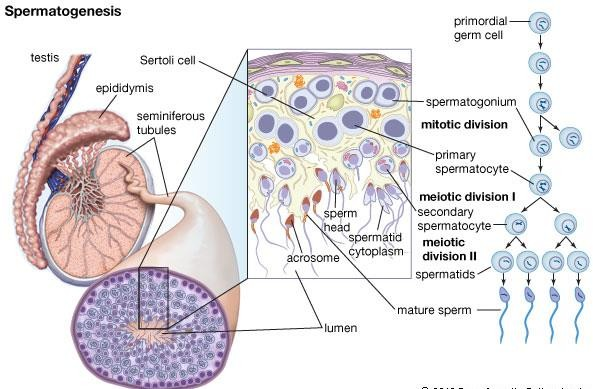 Spermatogenesis
testis
epididymis
seminiferous
tubules
Sertoli cell
sperm
head
spermatid
cytoplasm
acrosome
lumen
primordial
germ cell
spermatogonium
mitotic division
primary
spermatocyte
meiotic division I
secondary
spermatocyte
meiotic
division II
spermatids
mature sperm